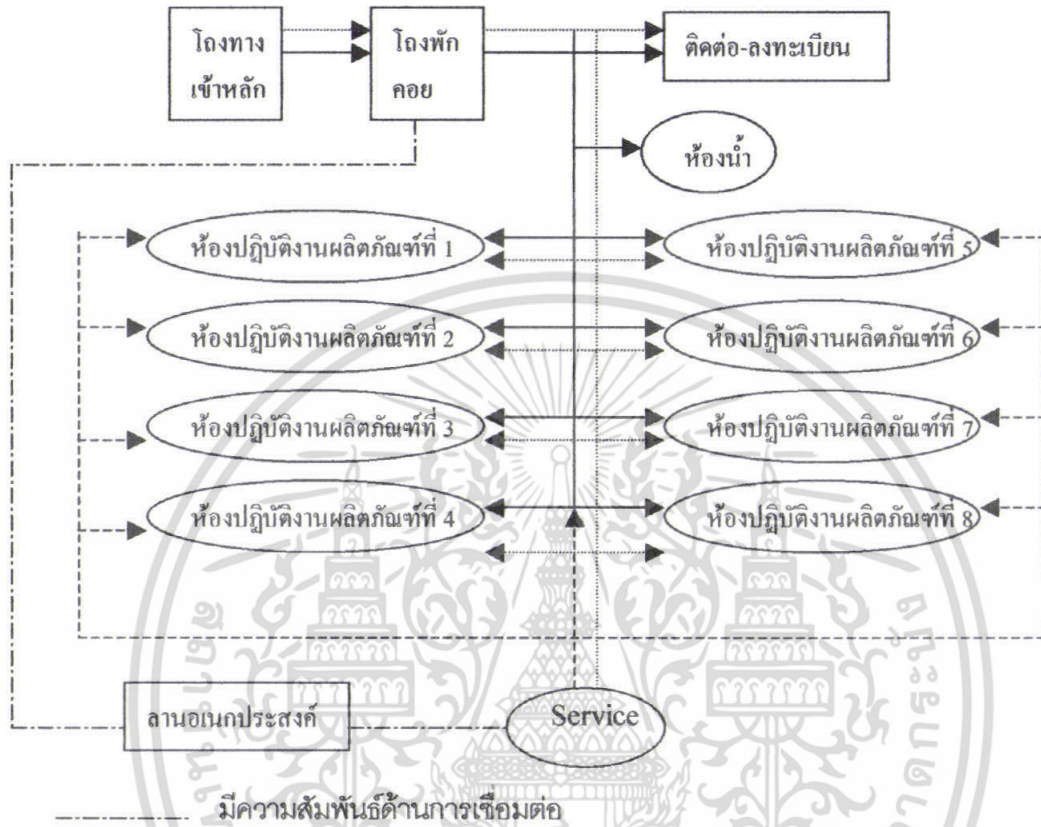 โถงทาง
เข้าหลัก
โถงพัก
คอย
ติดต่อ-ลงทะเบียน
ห้องน้ำ
ห้องปฏิบัติงานผลิตภัณฑ์ที่ 1
ห้องปฏิบัติงานผลิตภัณฑ์ที่ 5
ห้องปฏิบัติงานผลิตภัณฑ์ที่ 2
ห้องปฏิบัติงานผลิตภัณฑ์ที่ 6
ห้องปฏิบัติงานผลิตภัณฑ์ 3
ห้องปฏิบัติงานผลิตภัณฑ์ที่ 7
ห้องปฏิบัติงานผลิตภัณฑ์ที่ 4
ห้องปฏิบัติงานผลิตภัณฑ์ที่ 8
ลานอเนกประสงค์
Service
มีความสัมพันธ์ด้านการเชื่อมต่อ